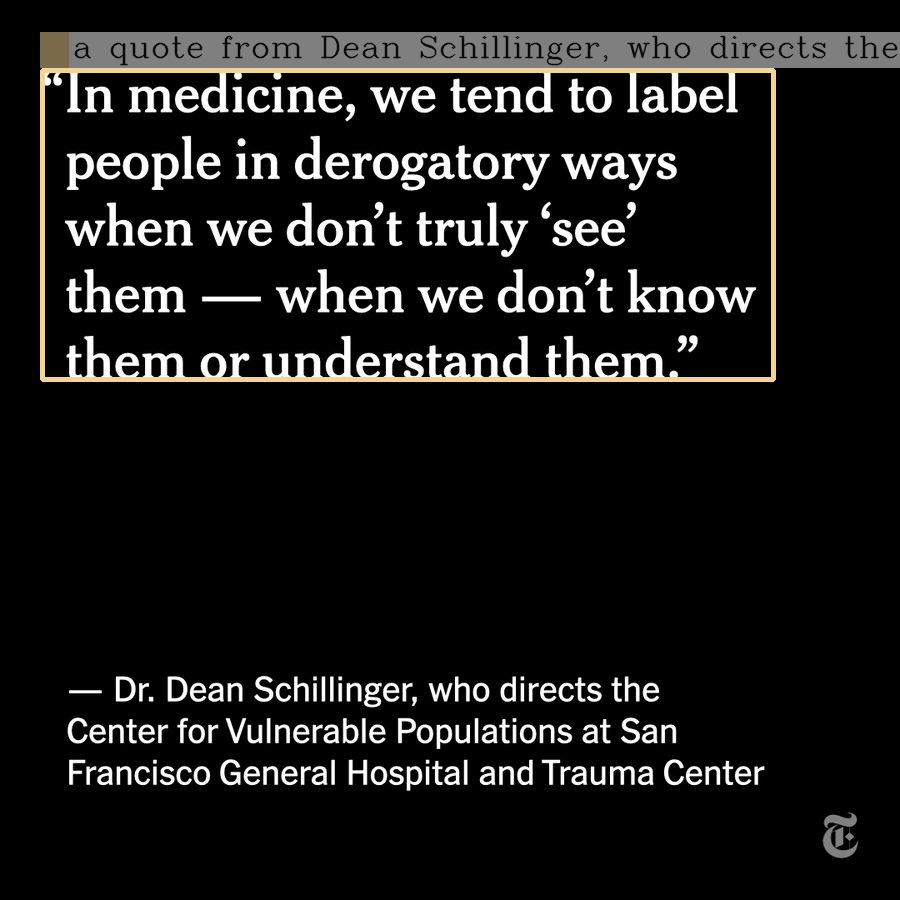 a quote from Dean Schillinger, who directs the
“In medicine, we tend to label
people in derogatory ways
when we don’t truly ‘see’
them — when we don’t know
them or understand them.”
— Dr. Dean Schillinger, who directs the
Center for Vulnerable Populations at San
Francisco General Hospital and Trauma Center
T